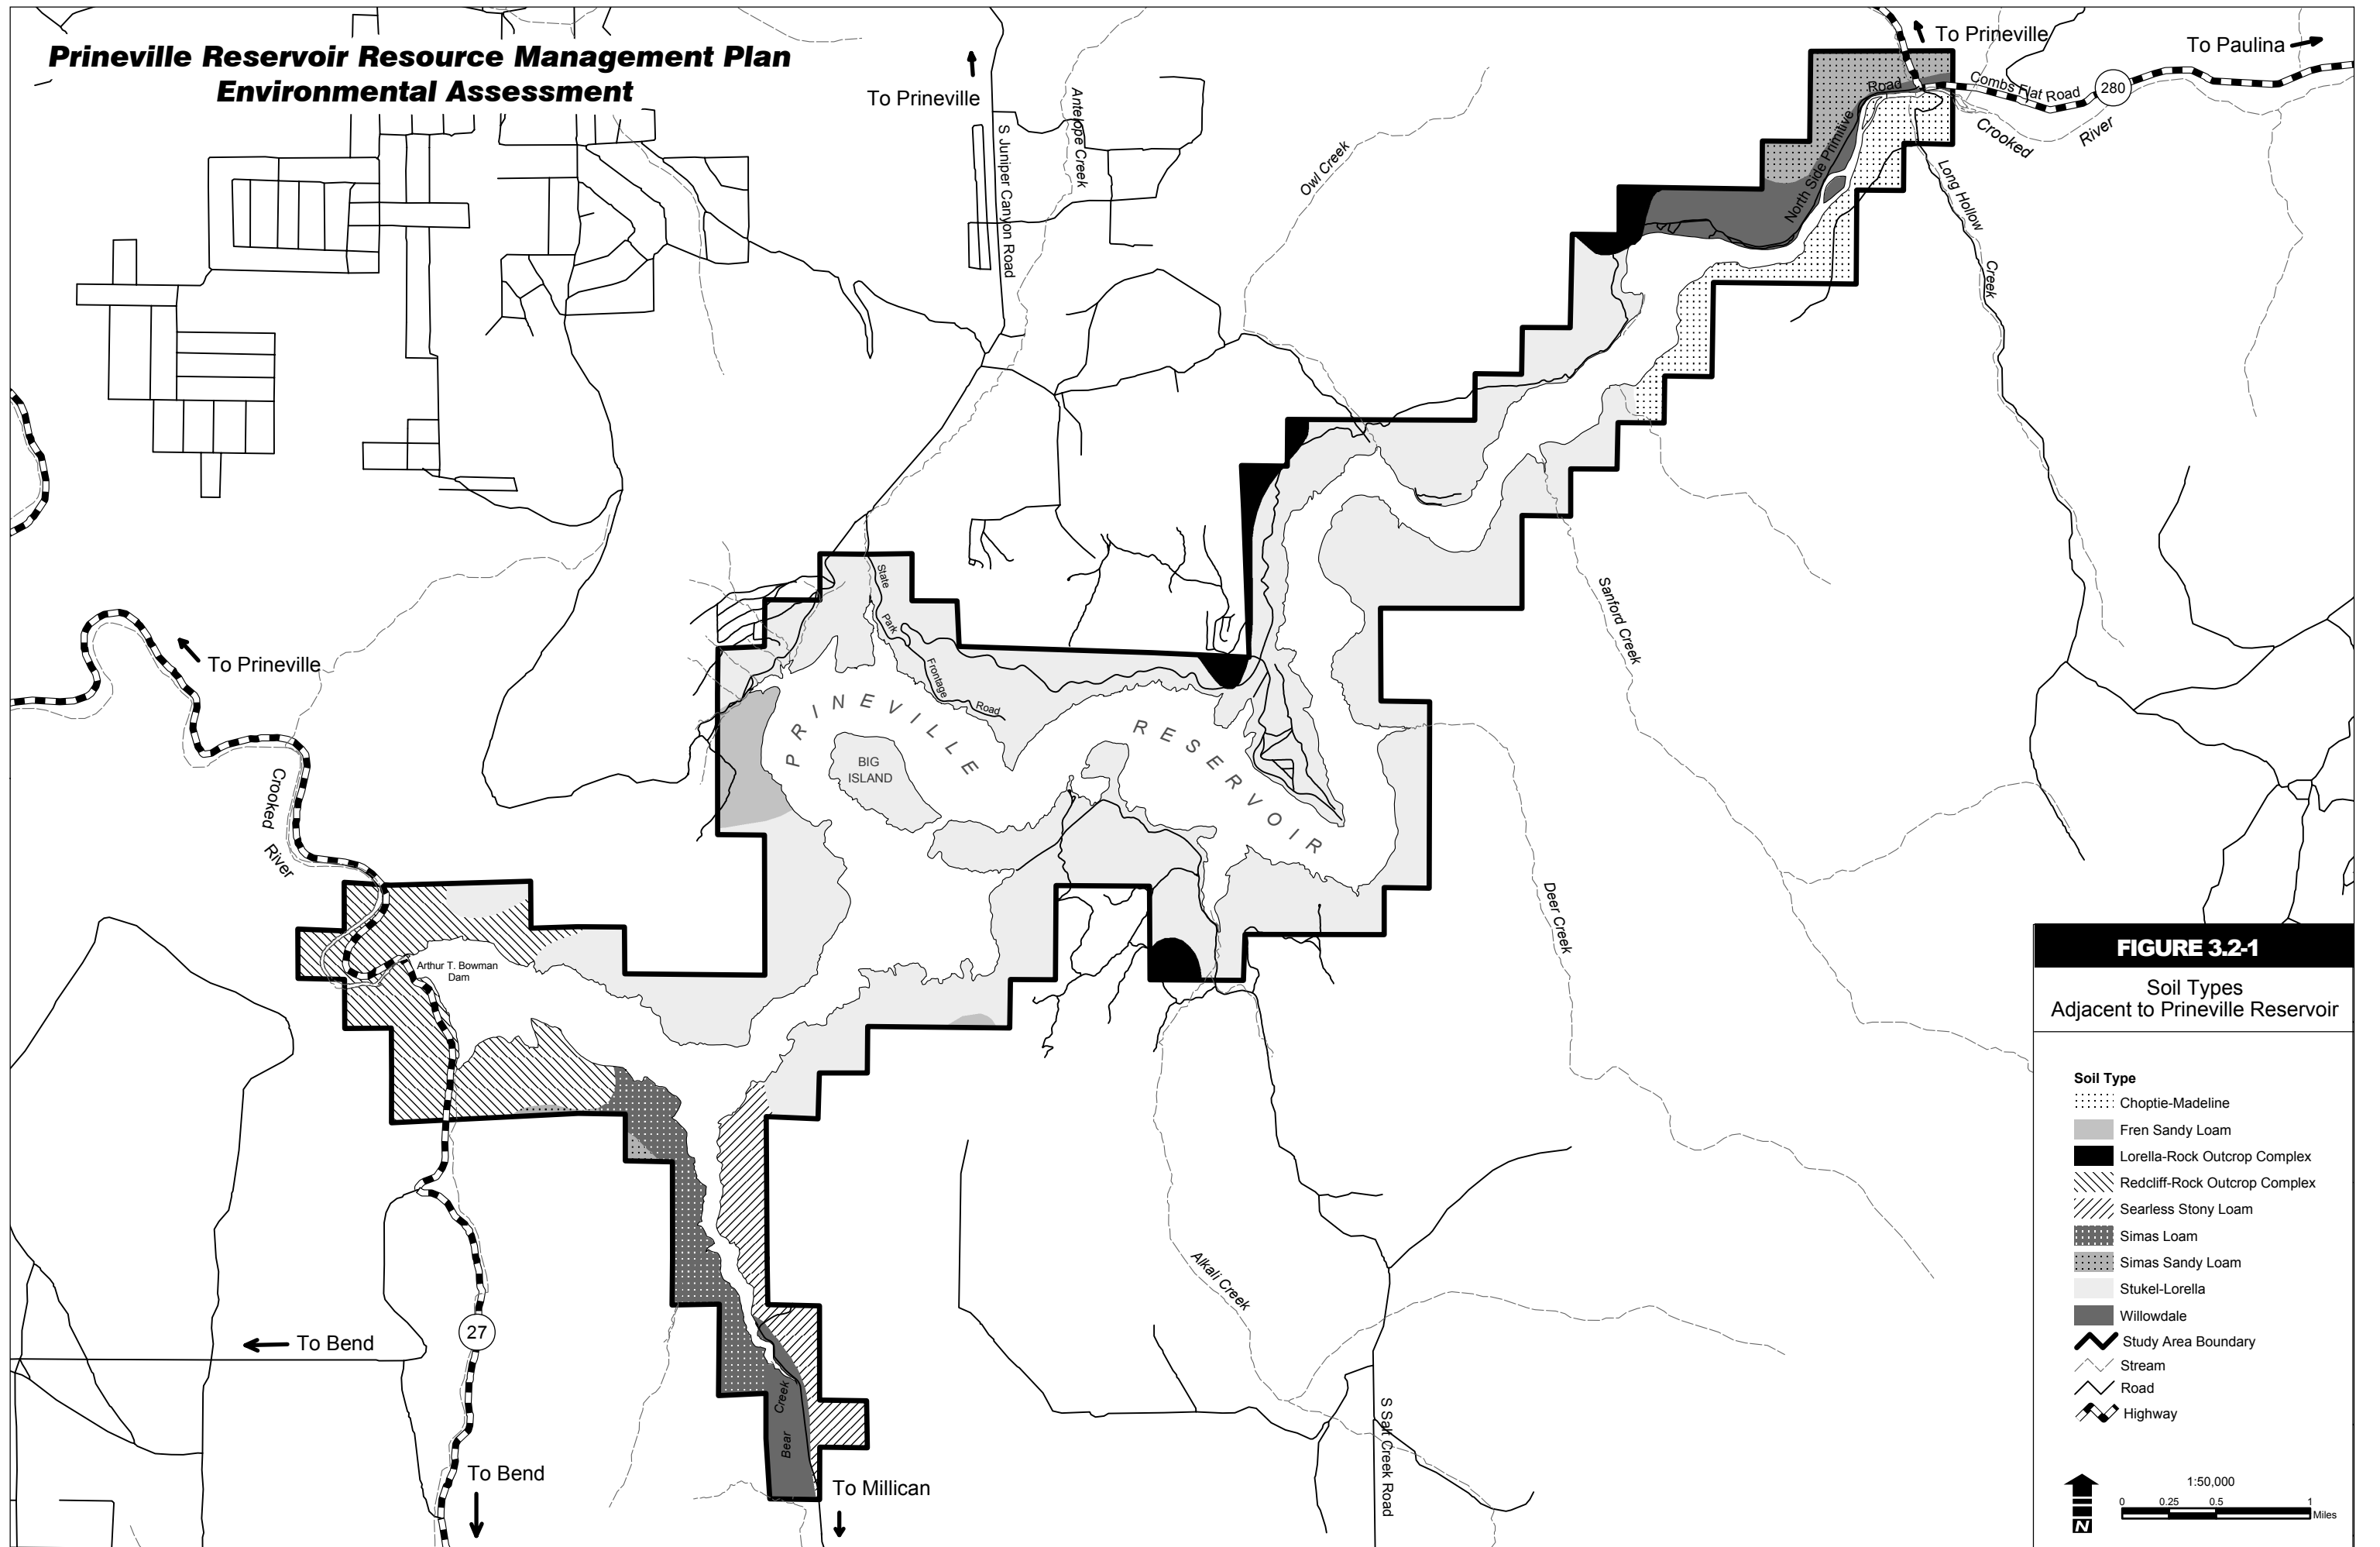 Prineville Reservoir Resource Management Plan
Environmental Assessment
To Prineville
To Prineville
To Paulina
Combs Flat Road
280
Road
North Side Primitive
Crooked
River
Long Hollow
Creek
S Juniper Canyon Road
Antelope Creek
Owl Creek
To Prineville
State
Park
Frontage
Road
PRINEVILLE
RESERVOIR
BIG
ISLAND
Sanford Creek
Deer Creek
Crooked
River
Arthur T. Bowman
Dam
Alkali Creek
S Salt Creek Road
27
To Bend
To Bend
Bear
Creek
To Millican
FIGURE 3.2-1
Soil Types
Adjacent to Prineville Reservoir
Soil Type
Choptie-Madeline
Fren Sandy Loam
Lorella-Rock Outcrop Complex
Redcliff-Rock Outcrop Complex
Searless Stony Loam
Simas Loam
Simas Sandy Loam
Stukel-Lorella
Willowdale
Study Area Boundary
Stream
Road
Highway
N
1:50,000
0 0.25 0.5 1
Miles